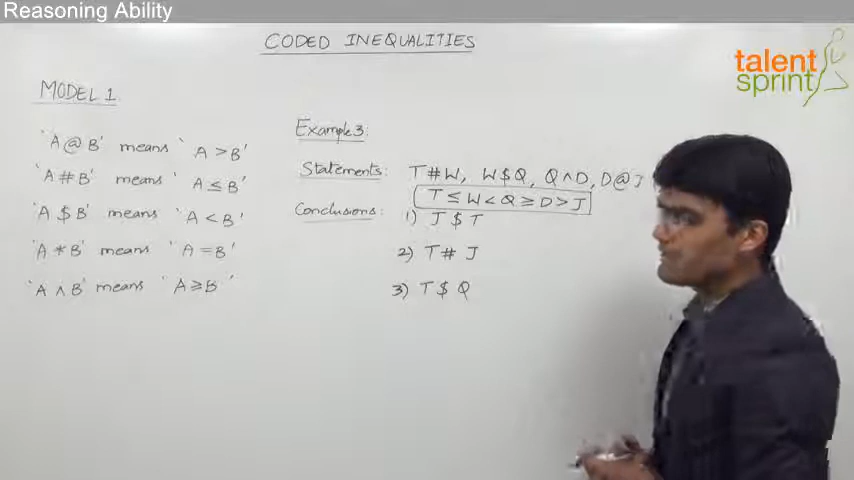 Reasoning Ability
CODED INEQUALITIES
talent
sprint
MODEL 1
'A @ B' means 'A > B'
'A # B' means 'A ≤ B'
'A $ B' means 'A < B'
'A * B' means 'A = B'
'A ∧ B' means 'A ≥ B'
Example 3:
Statements: T # W, W $ Q, Q ∧ D, D @ J
T ≤ W < Q ≥ D > J
Conclusions: 1) J $ T
2) T # J
3) T $ Q